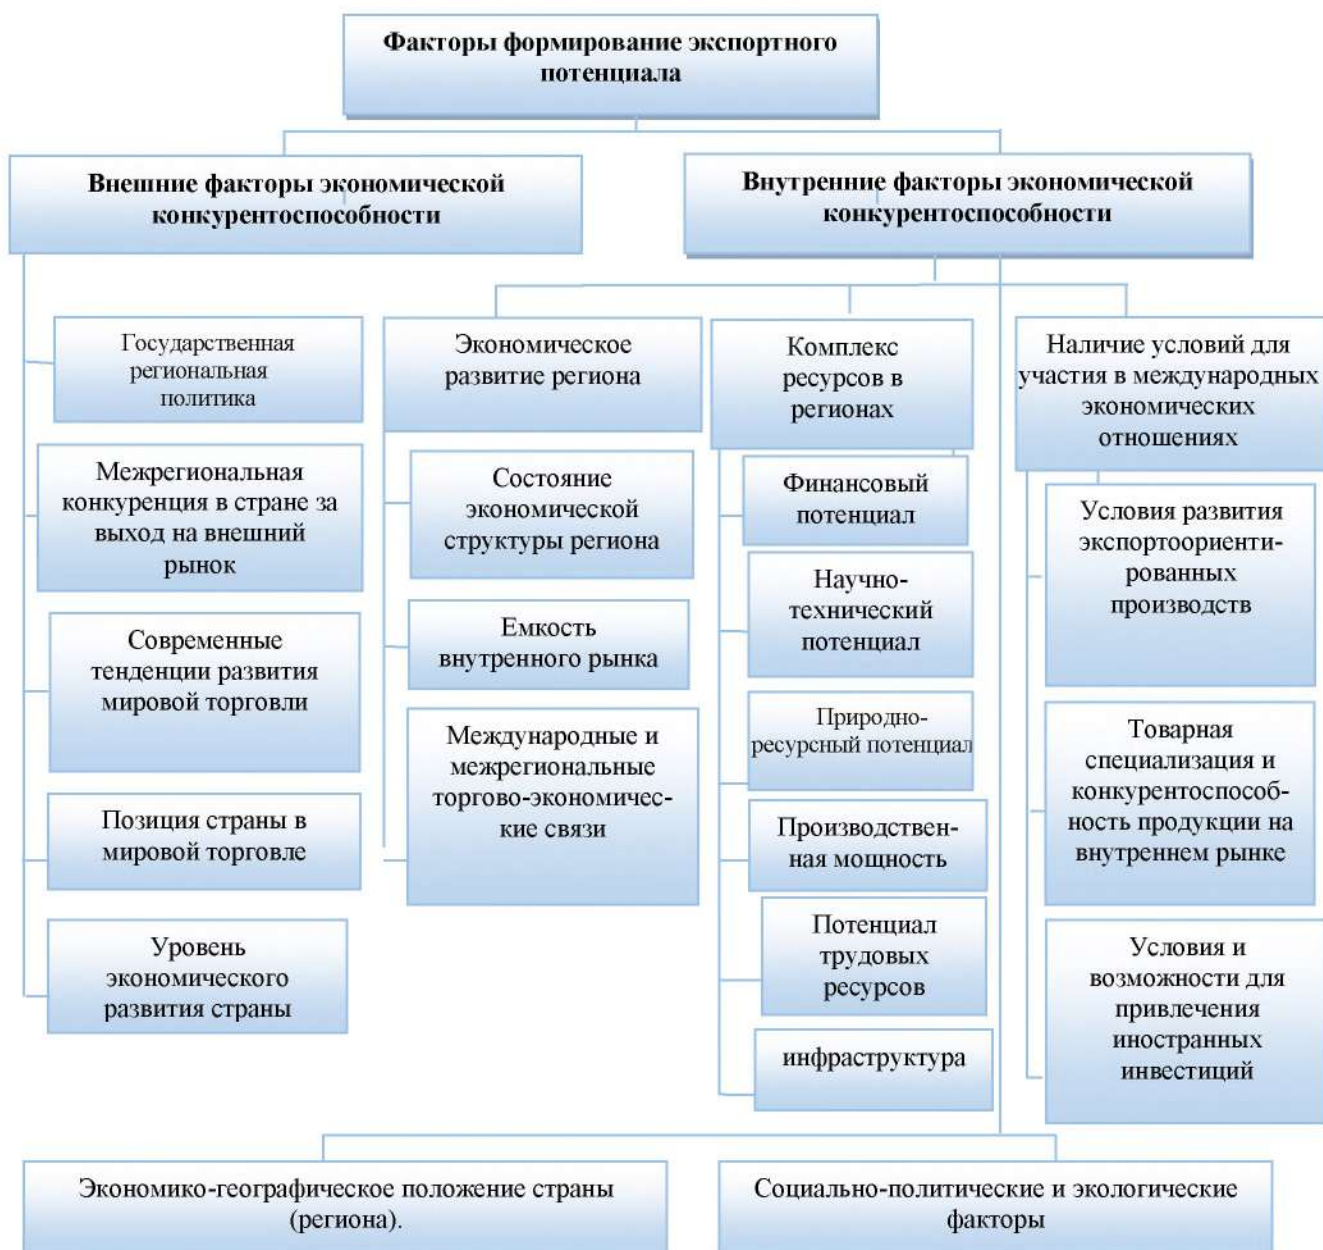 Факторы формирование экспортного
потенциала
Внешние факторы экономической
конкурентоспособности
Внутренние факторы экономической
конкурентоспособности
Государственная
региональная
политика
Межрегиональная
конкуренция в стране за
выход на внешний
рынок
Современные
тенденции развития
мировой торговли
Позиция страны в
мировой торговле
Уровень
экономического
развития страны
Экономическое
развитие региона
Состояние
экономической
структуры региона
Емкость
внутренного рынка
Международные и
межрегиональные
торгово-экономичес-
кие связи
Комплекс
ресурсов в
регионах
Финансовый
потенциал
Научно-
технический
потенциал
Природно-
ресурсный потенциал
Производствен-
ная мощность
Потенциал
трудовых
ресурсов
инфраструктура
Наличие условий для
участия в международных
экономических
отношениях
Условия развития
экспортоориенти-
рованных
производств
Товарная
специализация и
конкурентоспособ-
ность продукции на
внутреннем рынке
Условия и
возможности для
привлечения
иностранных
инвестиций
Экономико-географическое положение страны
(региона).
Социально-политические и экологические
факторы